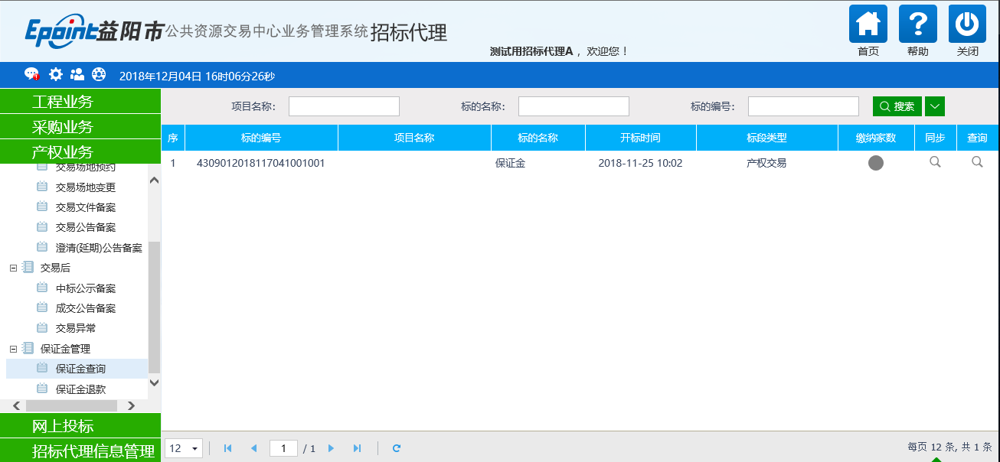 Epoint益阳市公共资源交易中心业务管理系统 招标代理
测试用招标代理A ，欢迎您！
首页 帮助 关闭
2018年12月04日 16时06分26秒
工程业务
采购业务
产权业务
交易场地预约
交易场地变更
交易文件备案
交易公告备案
澄清(延期)公告备案
交易后
中标公示备案
成交公告备案
交易异常
保证金管理
保证金查询
保证金退款
网上投标
招标代理信息管理
项目名称： 标的名称： 标的编号： 搜索
序 标的编号 项目名称 标的名称 开标时间 标段类型 缴纳家数 同步 查询
1 4309012018117041001001 保证金 2018-11-25 10:02 产权交易
12 1 / 1 每页 12 条, 共 1 条